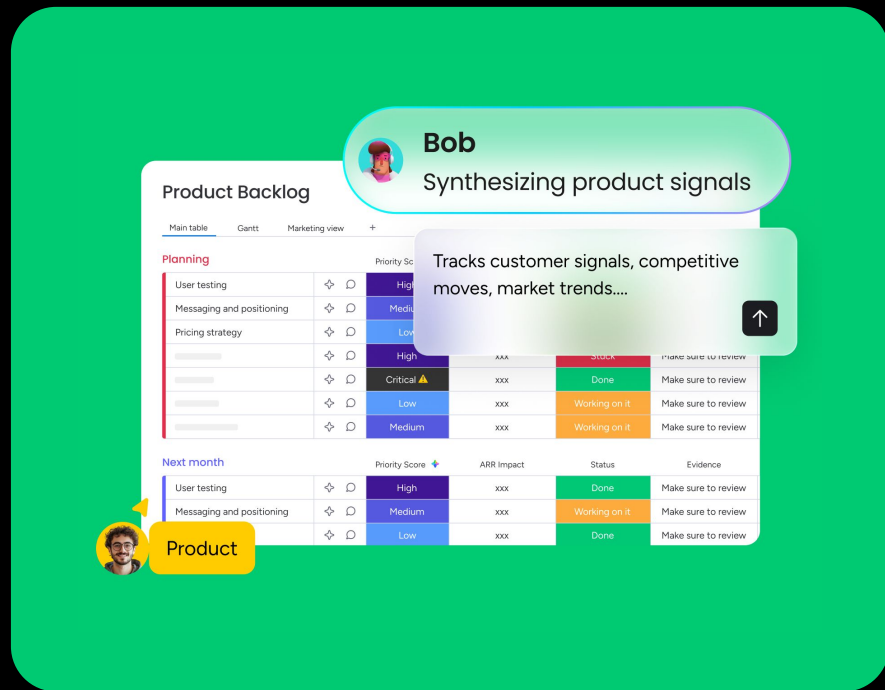 Bob
Synthesizing product signals
Product Backlog
Main table Gantt Marketing view +
Tracks customer signals, competitive
moves, market trends....
Planning
User testing
Messaging and positioning
Pricing strategy Low
High xxx Stuck Make sure to review
Critical xxx Done Make sure to review
Low xxx Working on it Make sure to review
Medium xxx Working on it Make sure to review
Next month Priority Score ARR Impact Status Evidence
User testing High xxx Done Make sure to review
Messaging and positioning Medium xxx Working on it Make sure to review
Low xxx Done Make sure to review
Product